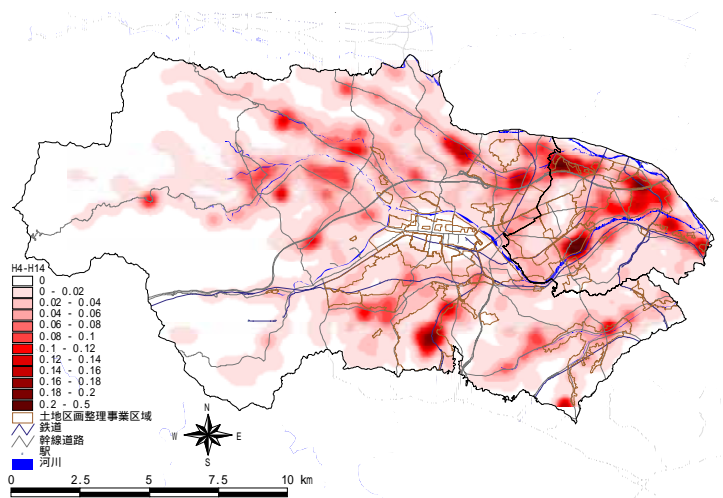 H4-H14
0
0 - 0.02
0.02 - 0.04
0.04 - 0.06
0.06 - 0.08
0.08 - 0.1
0.1 - 0.12
0.12 - 0.14
0.14 - 0.16
0.16 - 0.18
0.18 - 0.2
0.2 - 0.5
土地区画整理事業区域
鉄道
幹線道路
駅
河川
N
W E
S
0 2.5 5 7.5 10 km